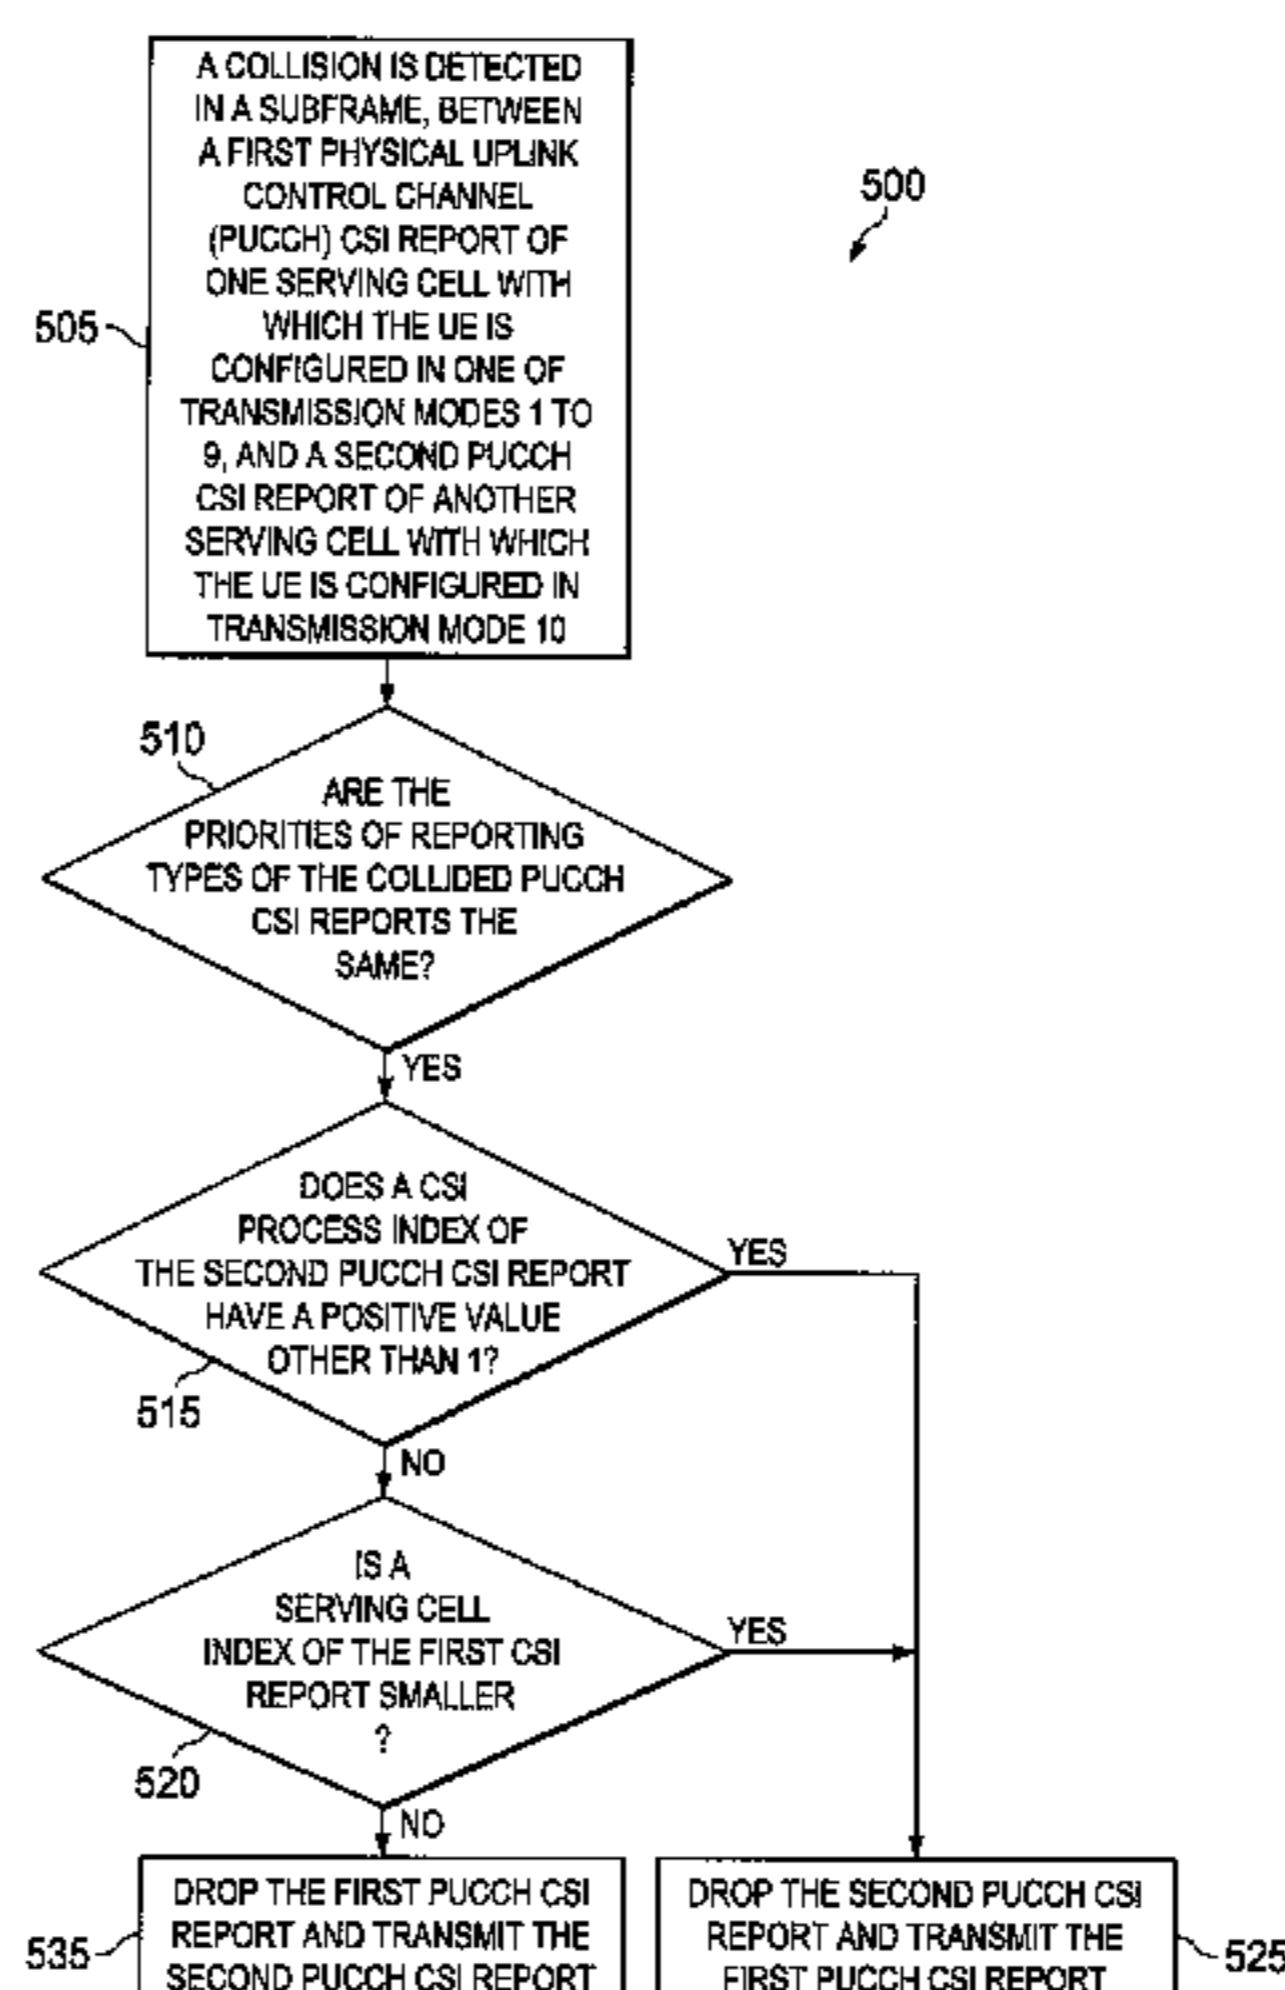 A COLLISION IS DETECTED
IN A SUBFRAME, BETWEEN
A FIRST PHYSICAL UPLINK
CONTROL CHANNEL
(PUCCH) CSI REPORT OF
ONE SERVING CELL WITH
WHICH THE UE IS
CONFIGURED IN ONE OF
TRANSMISSION MODES 1 TO
9, AND A SECOND PUCCH
CSI REPORT OF ANOTHER
SERVING CELL WITH WHICH
THE UE IS CONFIGURED IN
TRANSMISSION MODE 10
500
505
510
ARE THE
PRIORITIES OF REPORTING
TYPES OF THE COLLIDED PUCCH
CSI REPORTS THE
SAME?
YES
DOES A CSI
PROCESS INDEX OF
THE SECOND PUCCH CSI REPORT
HAVE A POSITIVE VALUE
OTHER THAN 1?
YES
515
NO
IS A
SERVING CELL
INDEX OF THE FIRST CSI
REPORT SMALLER
?
YES
520
NO
DROP THE FIRST PUCCH CSI
REPORT AND TRANSMIT THE
SECOND PUCCH CSI REPORT
535
DROP THE SECOND PUCCH CSI
REPORT AND TRANSMIT THE
FIRST PUCCH CSI REPORT
525